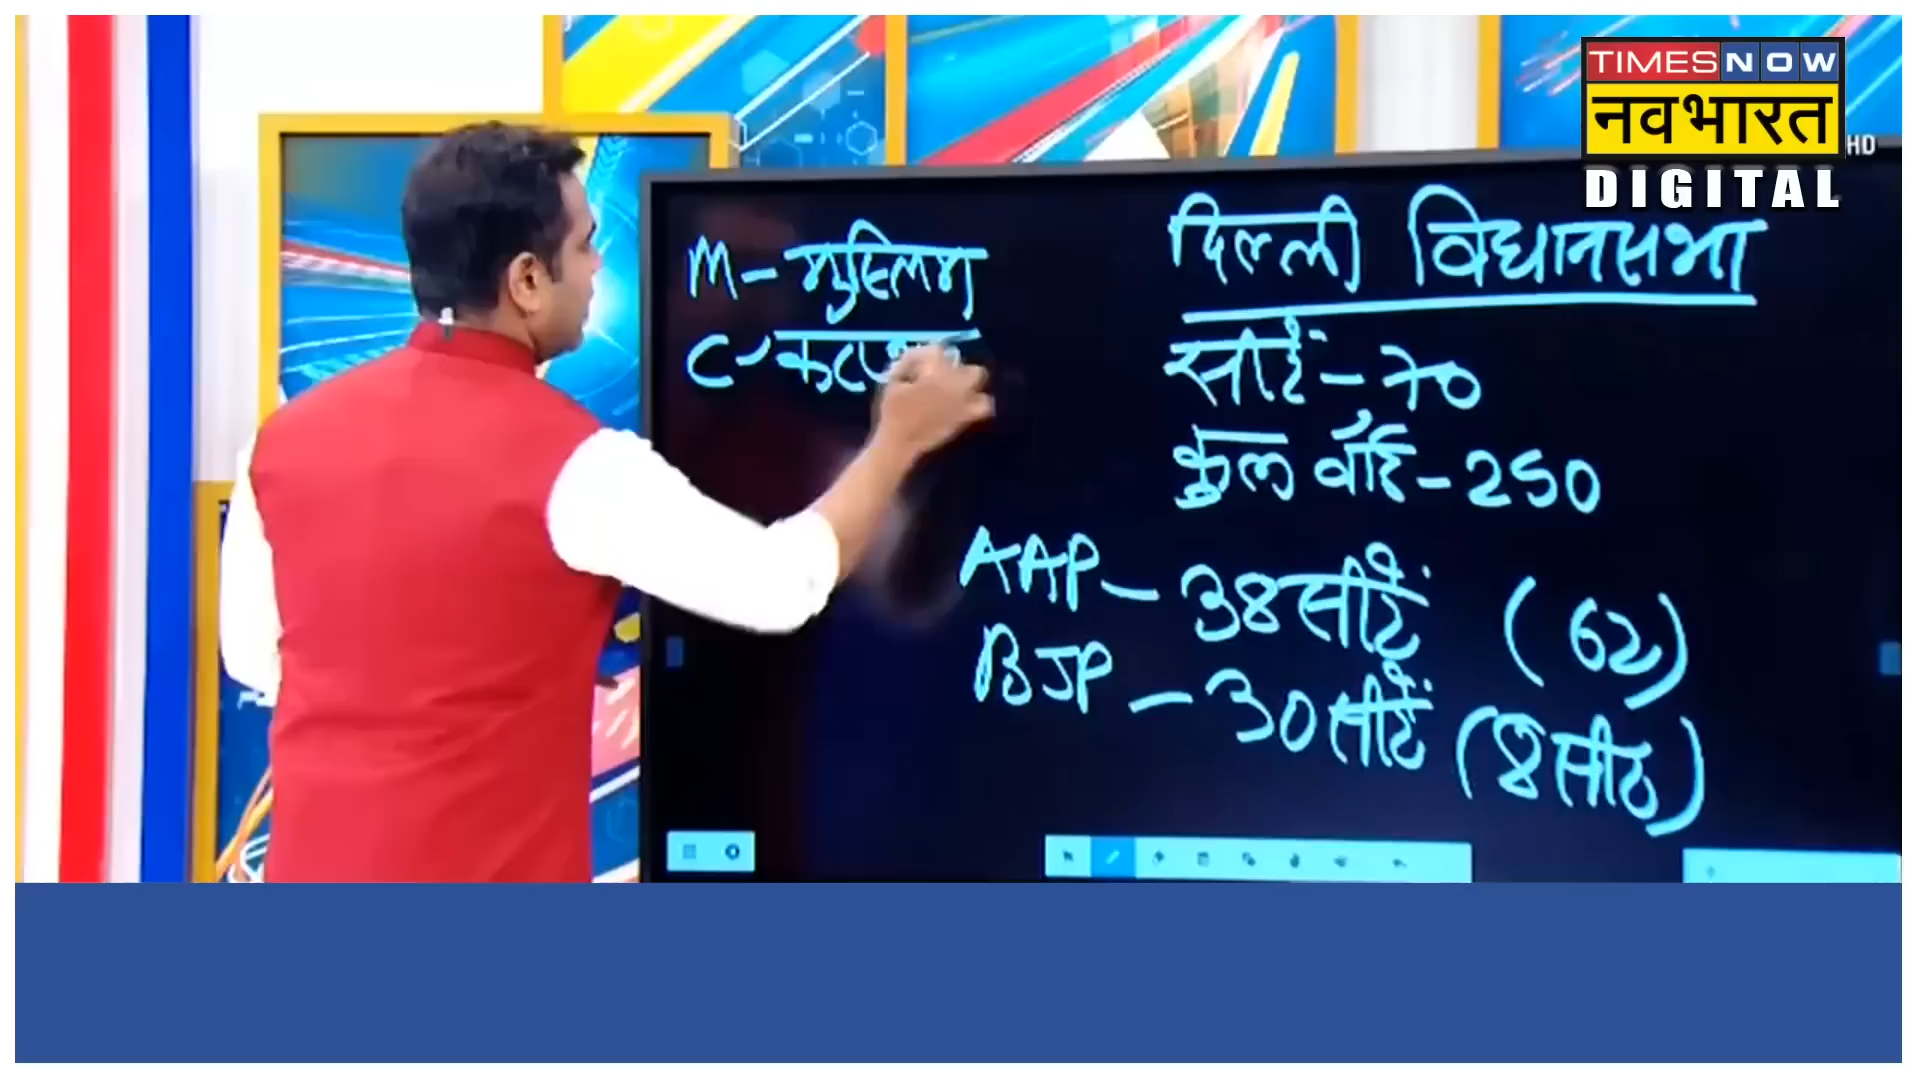 TIMES NOW
नवभारत
HD
DIGITAL
M - मुस्लिम
C -
दिल्ली विधानसभा
सीटें - 70
कुल वॉर्ड - 250
AAP - 38 सीटें (62)
BJP - 30 सीटें (8 सीट)